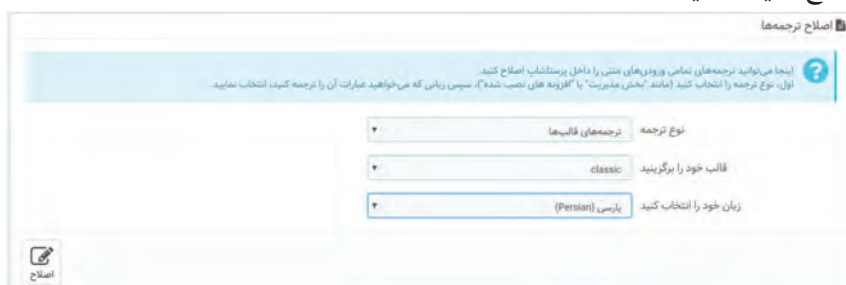 اصلاح ترجمه‌ها
اینجا می‌توانید ترجمه‌های تمامی ورودی‌های متنی را داخل پرستاشاپ اصلاح کنید.
اول، نوع ترجمه را انتخاب کنید (مانند "بخش مدیریت" یا "افزونه های نصب شده")، سپس زبانی که می‌خواهید عبارات آن را ترجمه کنید، انتخاب نمایید.
نوع ترجمه ترجمه‌های قالب‌ها
قالب خود را برگزینید classic
زبان خود را انتخاب کنید پارسی (Persian)
اصلاح